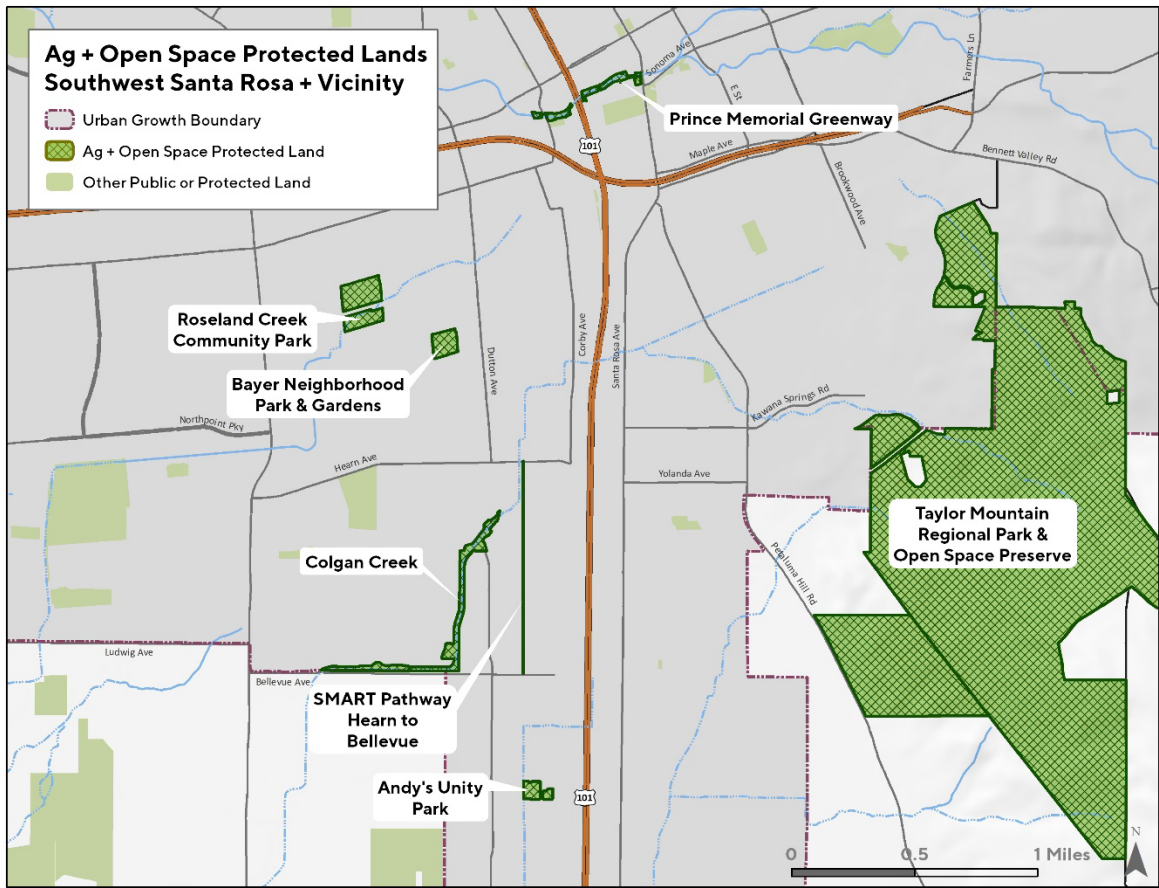 Ag + Open Space Protected Lands
Southwest Santa Rosa + Vicinity
Urban Growth Boundary
Ag + Open Space Protected Land
Other Public or Protected Land
Sonoma Ave
Farmers Ln
E St
Prince Memorial Greenway
101
Maple Ave
Bennett Valley Rd
Brookwood Ave
Roseland Creek
Community Park
Corby Ave
Santa Rosa Ave
Dutton Ave
Bayer Neighborhood
Park & Gardens
Kawana Springs Rd
Northpoint Pky
Hearn Ave
Yolanda Ave
Taylor Mountain
Regional Park &
Open Space Preserve
Colgan Creek
Petaluma Hill Rd
Ludwig Ave
Bellevue Ave
SMART Pathway
Hearn to
Bellevue
Andy's Unity
Park
101
N
0 0.5 1 Miles